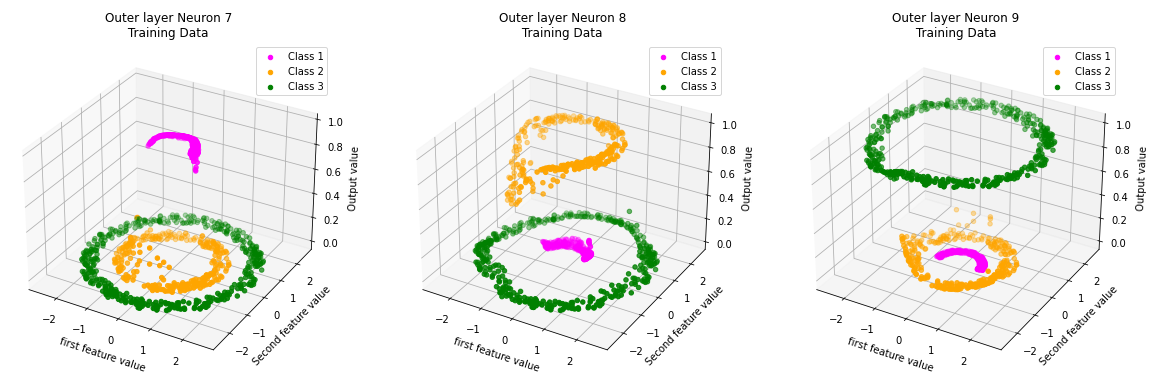 Outer layer Neuron 7
Training Data
Class 1
Class 2
Class 3
1.0
0.8
0.6
0.4
0.2
0.0
Output value
−2
−1
0
1
2
first feature value
−2
−1
0
1
2
Second feature value
Outer layer Neuron 8
Training Data
Class 1
Class 2
Class 3
1.0
0.8
0.6
0.4
0.2
0.0
Output value
−2
−1
0
1
2
first feature value
−2
−1
0
1
2
Second feature value
Outer layer Neuron 9
Training Data
Class 1
Class 2
Class 3
1.0
0.8
0.6
0.4
0.2
0.0
Output value
−2
−1
0
1
2
first feature value
−2
−1
0
1
2
Second feature value